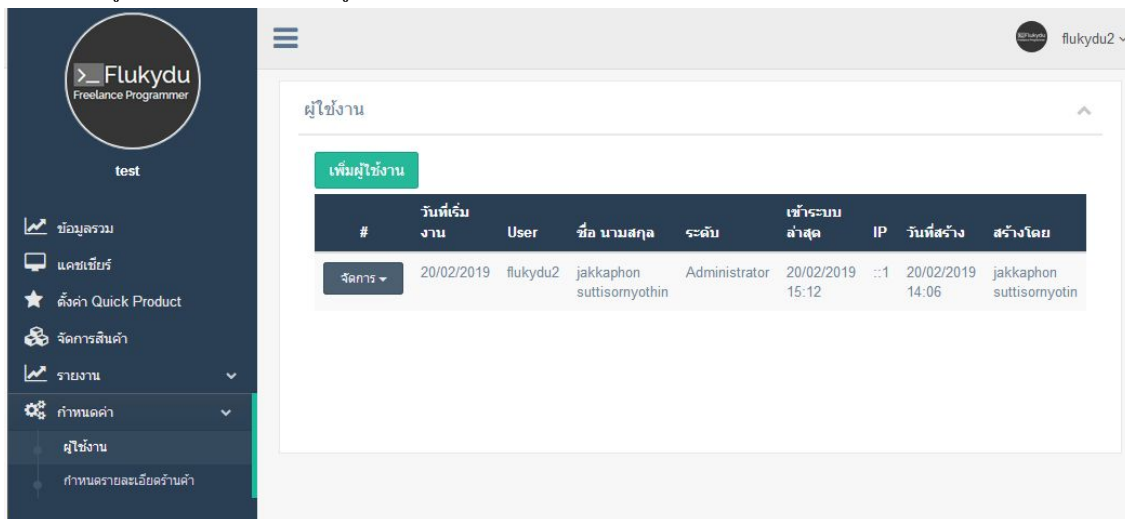 >_ Flukydu
Freelance Programmer
test
ข้อมูลรวม
แคชเชียร์
ตั้งค่า Quick Product
จัดการสินค้า
รายงาน
กำหนดค่า
ผู้ใช้งาน
กำหนดรายละเอียดร้านค้า
flukydu2
ผู้ใช้งาน
เพิ่มผู้ใช้งาน
# วันที่เริ่ม User ชื่อ นามสกุล ระดับ เข้าระบบ IP วันที่สร้าง สร้างโดย
งาน ล่าสุด
จัดการ 20/02/2019 flukydu2 jakkaphon Administrator 20/02/2019 ::1 20/02/2019 jakkaphon
suttisornyothin 15:12 14:06 suttisornyotin